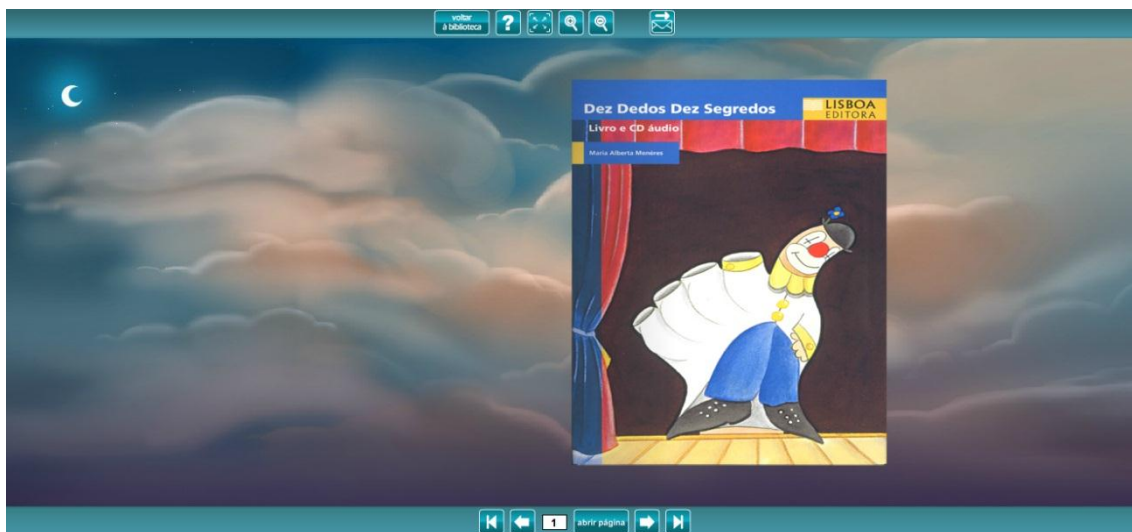 voltar
à biblioteca
?
Dez Dedos Dez Segredos
LISBOA
EDITORA
Livro e CD áudio
Maria Alberta Menéres
1
abrir página